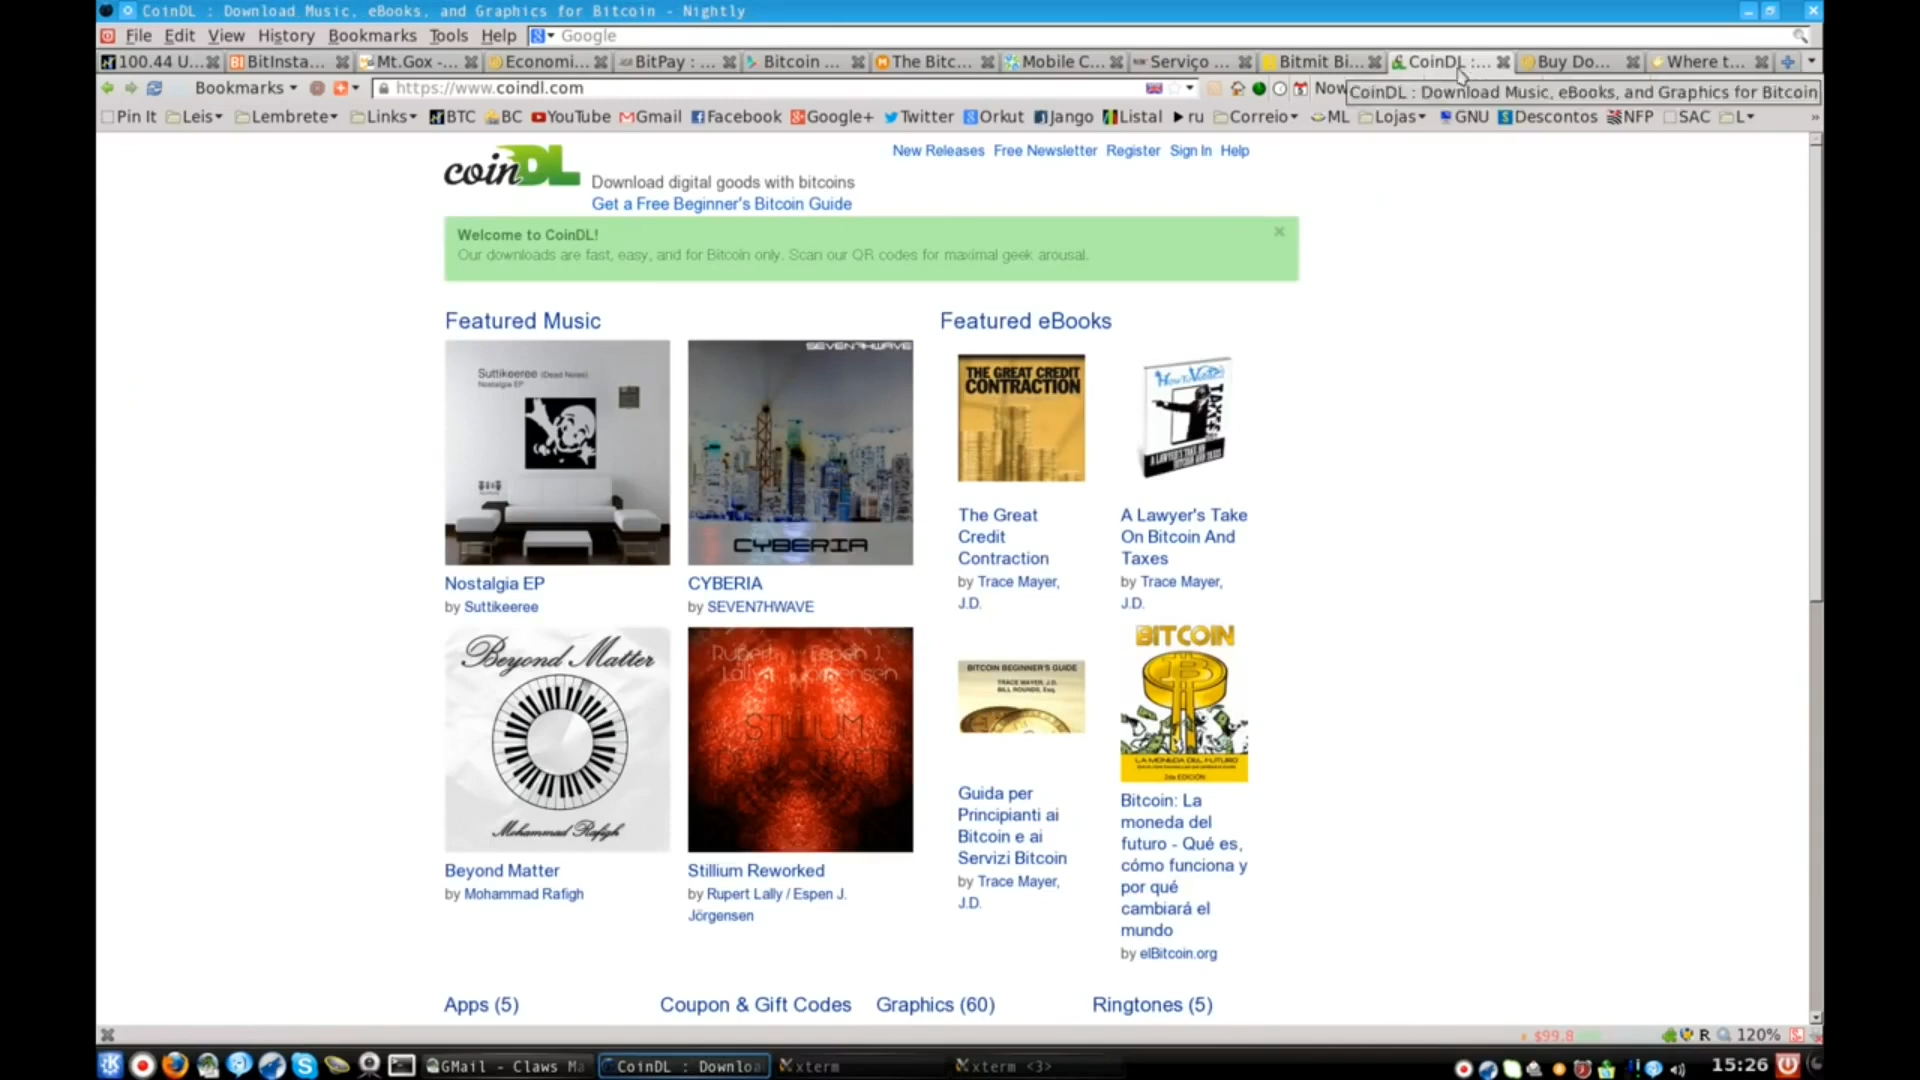 CoinDL : Download Music, eBooks, and Graphics for Bitcoin - Nightly
File Edit View History Bookmarks Tools Help Google
100.44 U... BitInsta... Mt.Gox -... Economi... BitPay : ... Bitcoin ... The Bitc... Mobile C... Serviço ... Bitmit Bi... CoinDL :... Buy Do... Where t...
Bookmarks https://www.coindl.com Now
CoinDL : Download Music, eBooks, and Graphics for Bitcoin
Pin It Leis Lembrete Links BTC BC YouTube Gmail Facebook Google+ Twitter Orkut Jango Listal ru Correio ML Lojas GNU Descontos NFP SAC L »
coinDL
New Releases Free Newsletter Register Sign In Help
Download digital goods with bitcoins
Get a Free Beginner's Bitcoin Guide
Welcome to CoinDL!
Our downloads are fast, easy, and for Bitcoin only. Scan our QR codes for maximal geek arousal.
Featured Music
Suttikeeree (Dead Notes)
Nostalgia EP
SEVEN7HWAVE
CYBERIA
Nostalgia EP
by Suttikeeree
CYBERIA
by SEVEN7HWAVE
Beyond Matter
Mohammad Rafigh
Rupert Lally Espen J. Jörgensen
STILLIUM
Beyond Matter
by Mohammad Rafigh
Stillium Reworked
by Rupert Lally / Espen J.
Jörgensen
Featured eBooks
THE GREAT CREDIT
CONTRACTION
TAXES
A LAWYER'S TAKE
ON BITCOIN AND
TAXES
The Great
Credit
Contraction
by Trace Mayer,
J.D.
A Lawyer's Take
On Bitcoin And
Taxes
by Trace Mayer,
J.D.
BITCOIN BEGINNER'S GUIDE
TRACE MAYER, J.D.
BILL ROUNDS, Esq.
BITCOIN
LA MONEDA DEL FUTURO
2da EDICIÓN
Guida per
Principianti ai
Bitcoin e ai
Servizi Bitcoin
by Trace Mayer,
J.D.
Bitcoin: La
moneda del
futuro - Qué es,
cómo funciona y
por qué
cambiará el
mundo
by elBitcoin.org
Apps (5) Coupon & Gift Codes Graphics (60) Ringtones (5)
$99.8 R 120%
GMail - Claws Ma CoinDL : Downloa xterm xterm <3> 15:26